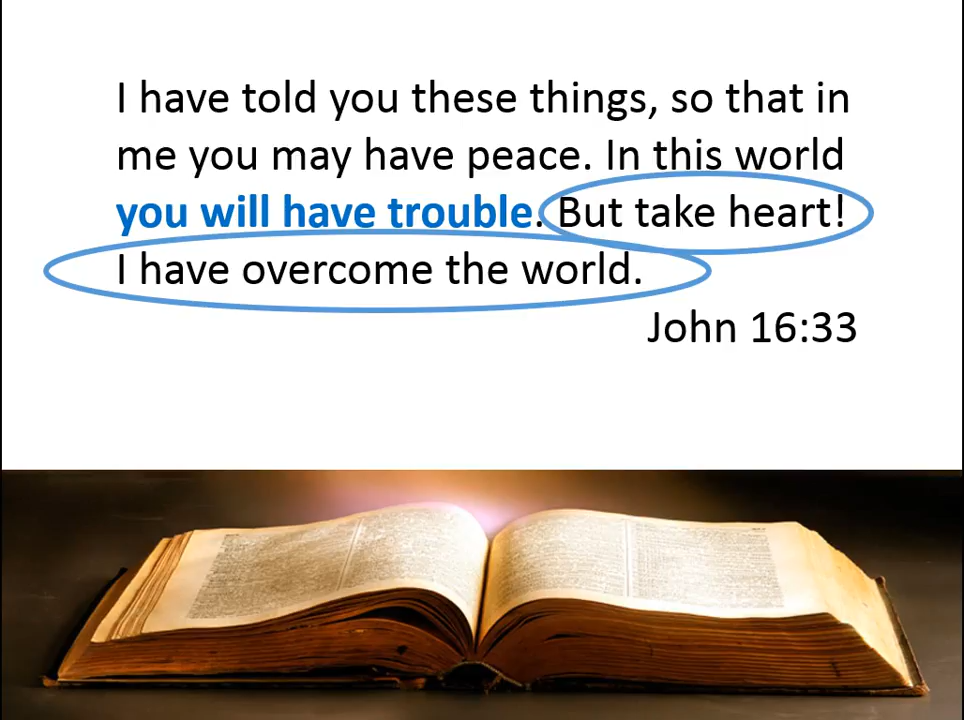 I have told you these things, so that in
me you may have peace. In this world
you will have trouble. But take heart!
I have overcome the world.
John 16:33